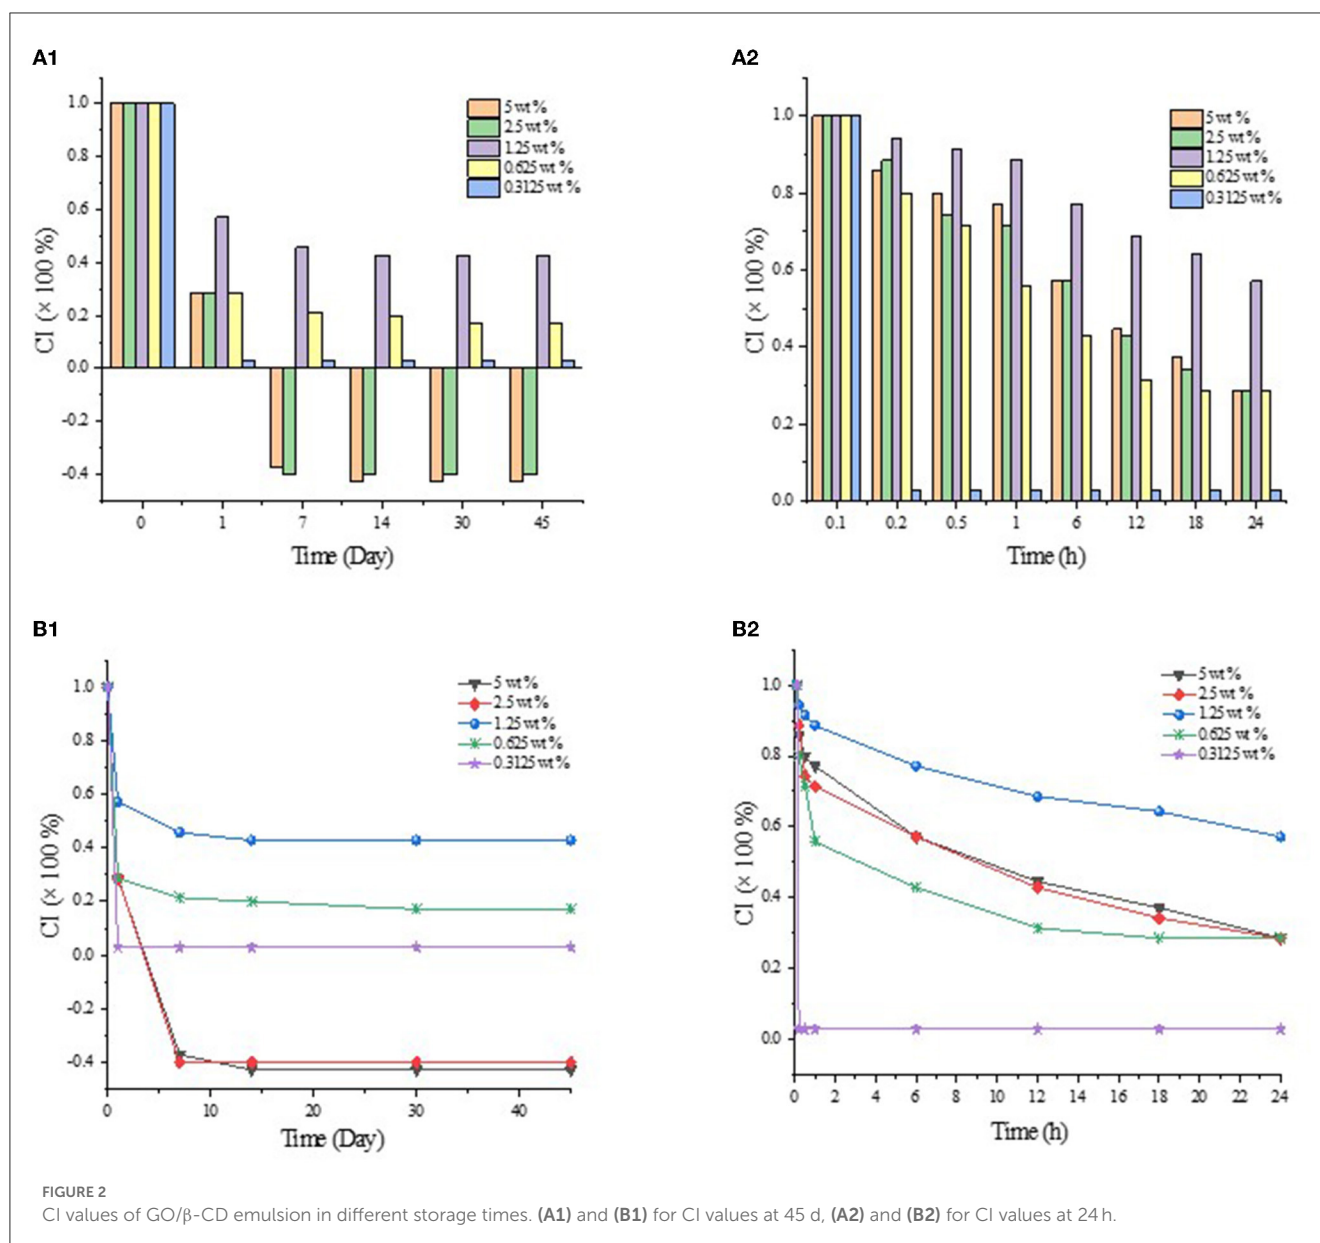 A1
1.0
0.8
0.6
0.4
0.2
0.0
-0.2
-0.4
CI (× 100 %)
5 wt %
2.5 wt %
1.25 wt %
0.625 wt %
0.3125 wt %
0 1 7 14 30 45
Time (Day)
A2
1.0
0.8
0.6
0.4
0.2
0.0
CI (× 100 %)
5 wt %
2.5 wt %
1.25 wt %
0.625 wt %
0.3125 wt %
0.1 0.2 0.5 1 6 12 18 24
Time (h)
B1
1.0
0.8
0.6
0.4
0.2
0.0
-0.2
-0.4
CI (× 100 %)
5 wt %
2.5 wt %
1.25 wt %
0.625 wt %
0.3125 wt %
0 10 20 30 40
Time (Day)
B2
1.0
0.8
0.6
0.4
0.2
0.0
CI (× 100 %)
5 wt %
2.5 wt %
1.25 wt %
0.625 wt %
0.3125 wt %
0 2 4 6 8 10 12 14 16 18 20 22 24
Time (h)
FIGURE 2
CI values of GO/β-CD emulsion in different storage times. (A1) and (B1) for CI values at 45 d, (A2) and (B2) for CI values at 24 h.